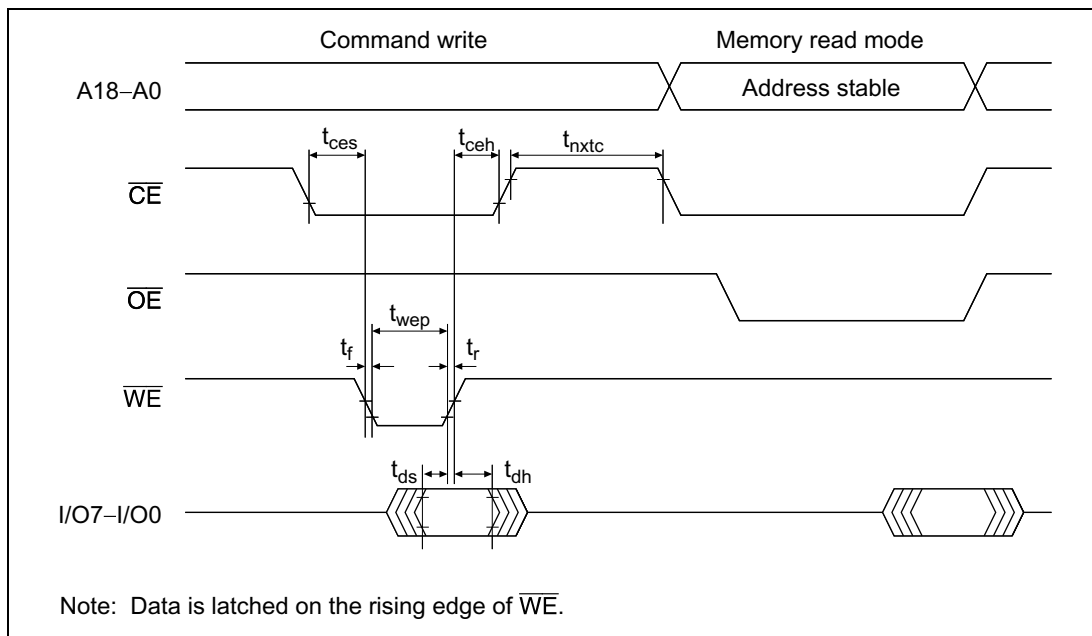 Command write
Memory read mode
A18–A0
Address stable
tces
tceh
tnxtc
CE
OE
twep
tf
tr
WE
tds
tdh
I/O7–I/O0
Note: Data is latched on the rising edge of WE.